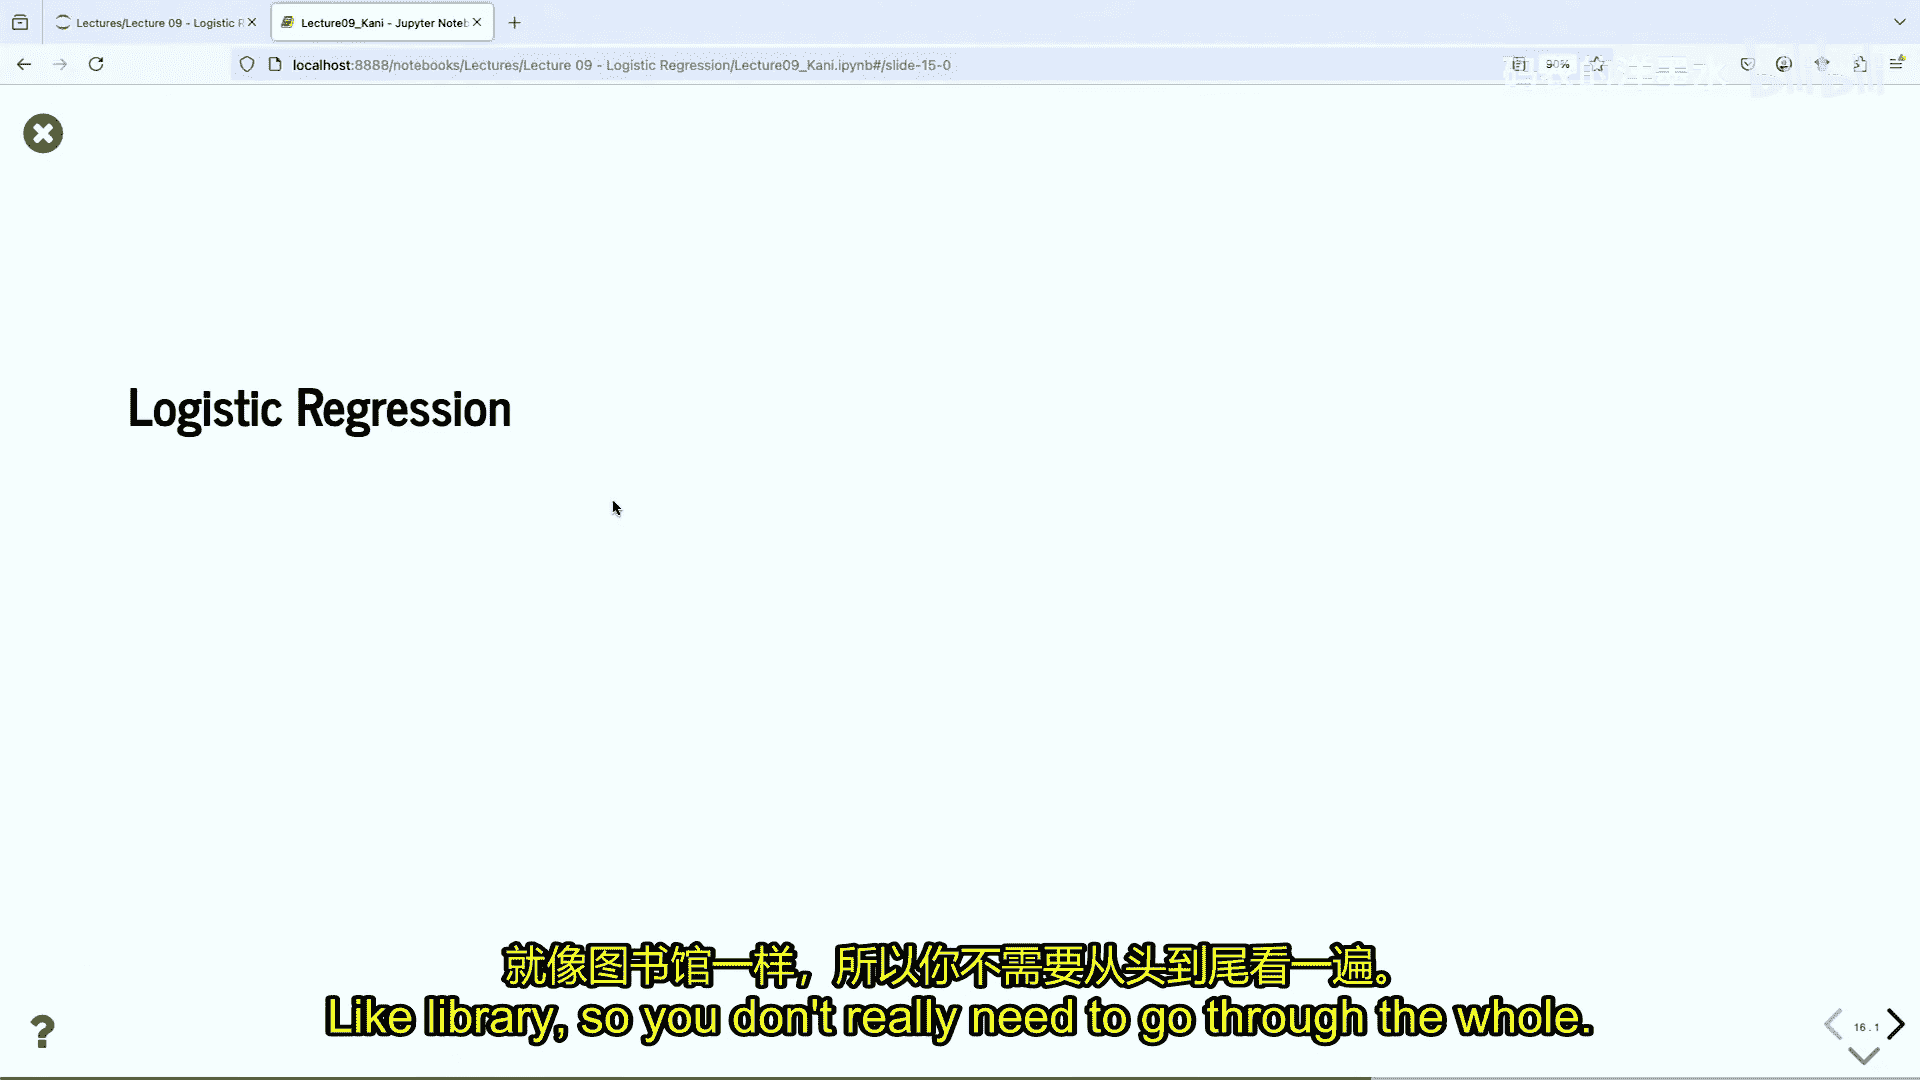 Lectures/Lecture 09 - Logistic F
Lecture09_Kani - Jupyter Noteb
localhost:8888/notebooks/Lectures/Lecture 09 - Logistic Regression/Lecture09_Kani.ipynb#/slide-15-0
90%
Logistic Regression
就像图书馆一样，所以你不需要从头到尾看一遍。
Like library, so you don't really need to go through the whole.
16.1